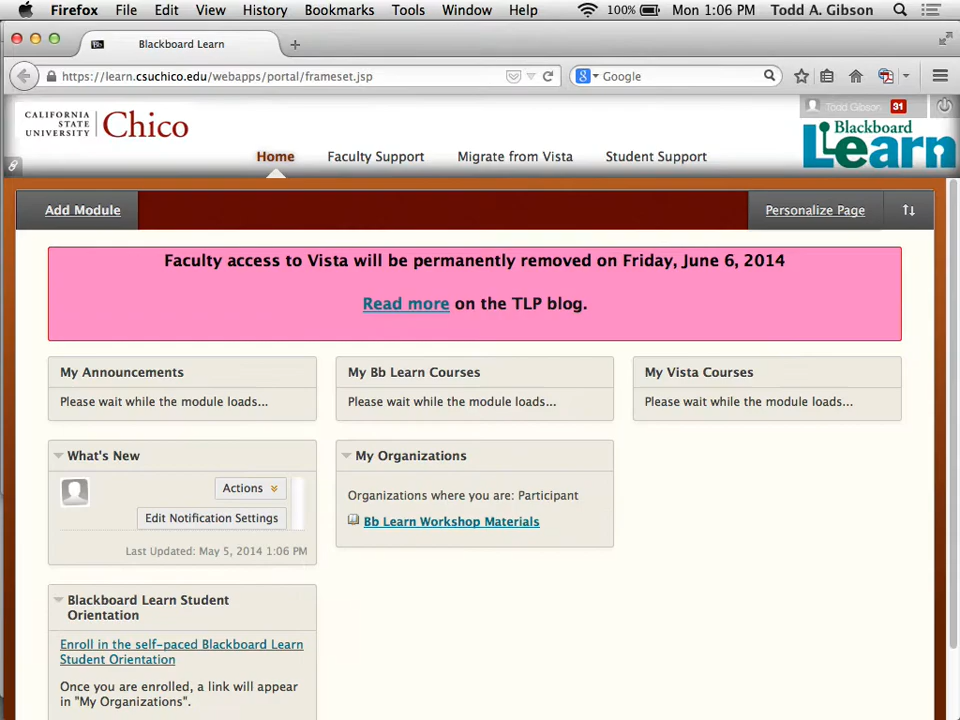 Firefox File Edit View History Bookmarks Tools Window Help 100% Mon 1:06 PM Todd A. Gibson
Bb Blackboard Learn
https://learn.csuchico.edu/webapps/portal/frameset.jsp Google
CALIFORNIA STATE UNIVERSITY Chico
Todd Gibson 31
Blackboard Learn
Home Faculty Support Migrate from Vista Student Support
Add Module Personalize Page
Faculty access to Vista will be permanently removed on Friday, June 6, 2014
Read more on the TLP blog.
My Announcements My Bb Learn Courses My Vista Courses
Please wait while the module loads... Please wait while the module loads... Please wait while the module loads...
What's New
Actions
Edit Notification Settings
Last Updated: May 5, 2014 1:06 PM
My Organizations
Organizations where you are: Participant
Bb Learn Workshop Materials
Blackboard Learn Student
Orientation
Enroll in the self-paced Blackboard Learn
Student Orientation
Once you are enrolled, a link will appear
in "My Organizations".